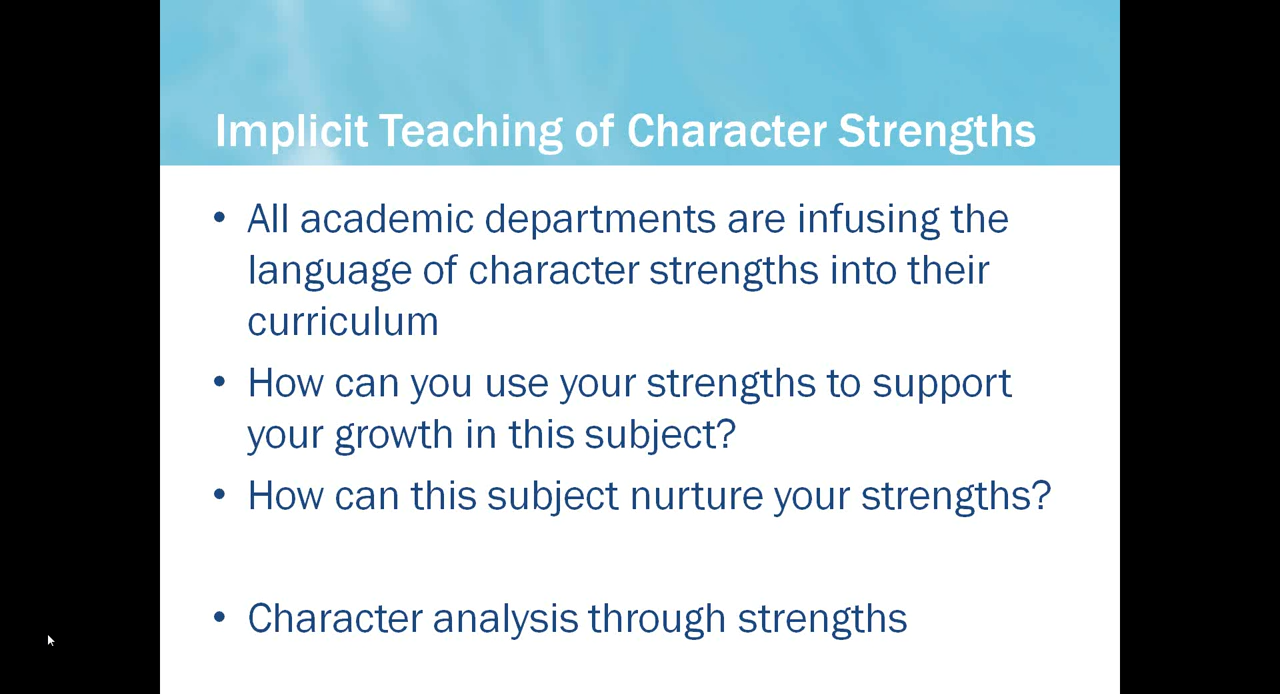 Implicit Teaching of Character Strengths
• All academic departments are infusing the
language of character strengths into their
curriculum
• How can you use your strengths to support
your growth in this subject?
• How can this subject nurture your strengths?
• Character analysis through strengths